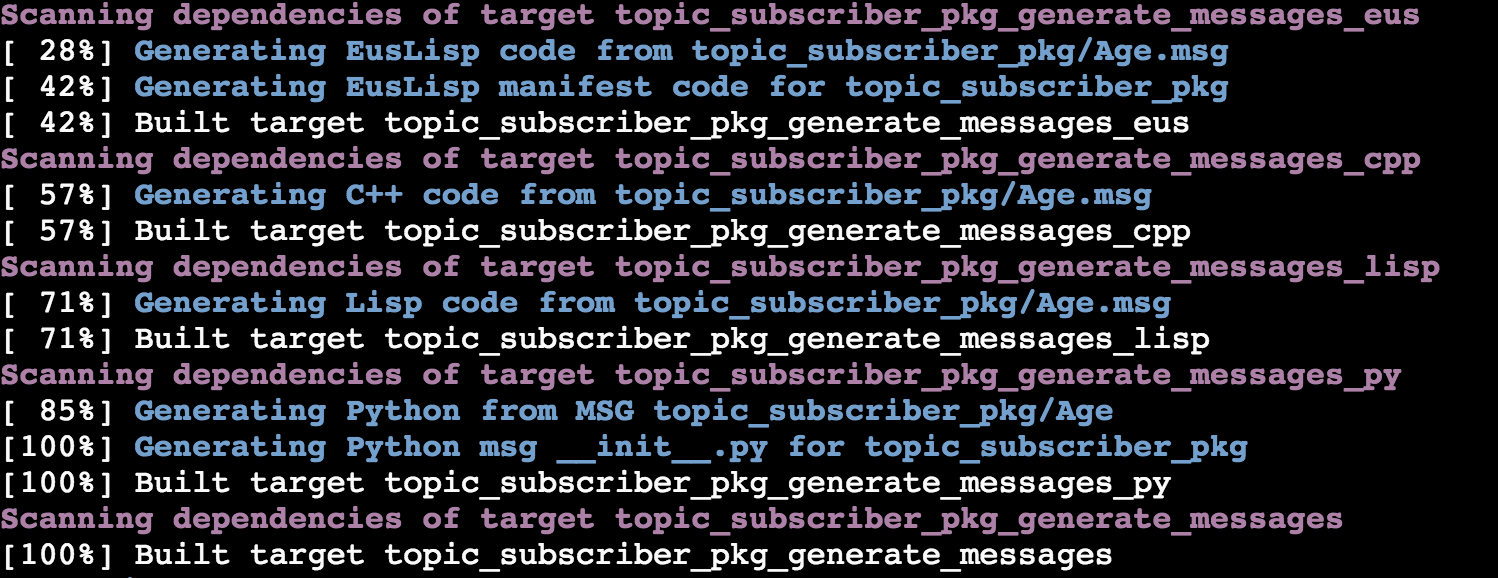 Scanning dependencies of target topic_subscriber_pkg_generate_messages_eus
[ 28%] Generating EusLisp code from topic_subscriber_pkg/Age.msg
[ 42%] Generating EusLisp manifest code for topic_subscriber_pkg
[ 42%] Built target topic_subscriber_pkg_generate_messages_eus
Scanning dependencies of target topic_subscriber_pkg_generate_messages_cpp
[ 57%] Generating C++ code from topic_subscriber_pkg/Age.msg
[ 57%] Built target topic_subscriber_pkg_generate_messages_cpp
Scanning dependencies of target topic_subscriber_pkg_generate_messages_lisp
[ 71%] Generating Lisp code from topic_subscriber_pkg/Age.msg
[ 71%] Built target topic_subscriber_pkg_generate_messages_lisp
Scanning dependencies of target topic_subscriber_pkg_generate_messages_py
[ 85%] Generating Python from MSG topic_subscriber_pkg/Age
[100%] Generating Python msg __init__.py for topic_subscriber_pkg
[100%] Built target topic_subscriber_pkg_generate_messages_py
Scanning dependencies of target topic_subscriber_pkg_generate_messages
[100%] Built target topic_subscriber_pkg_generate_messages